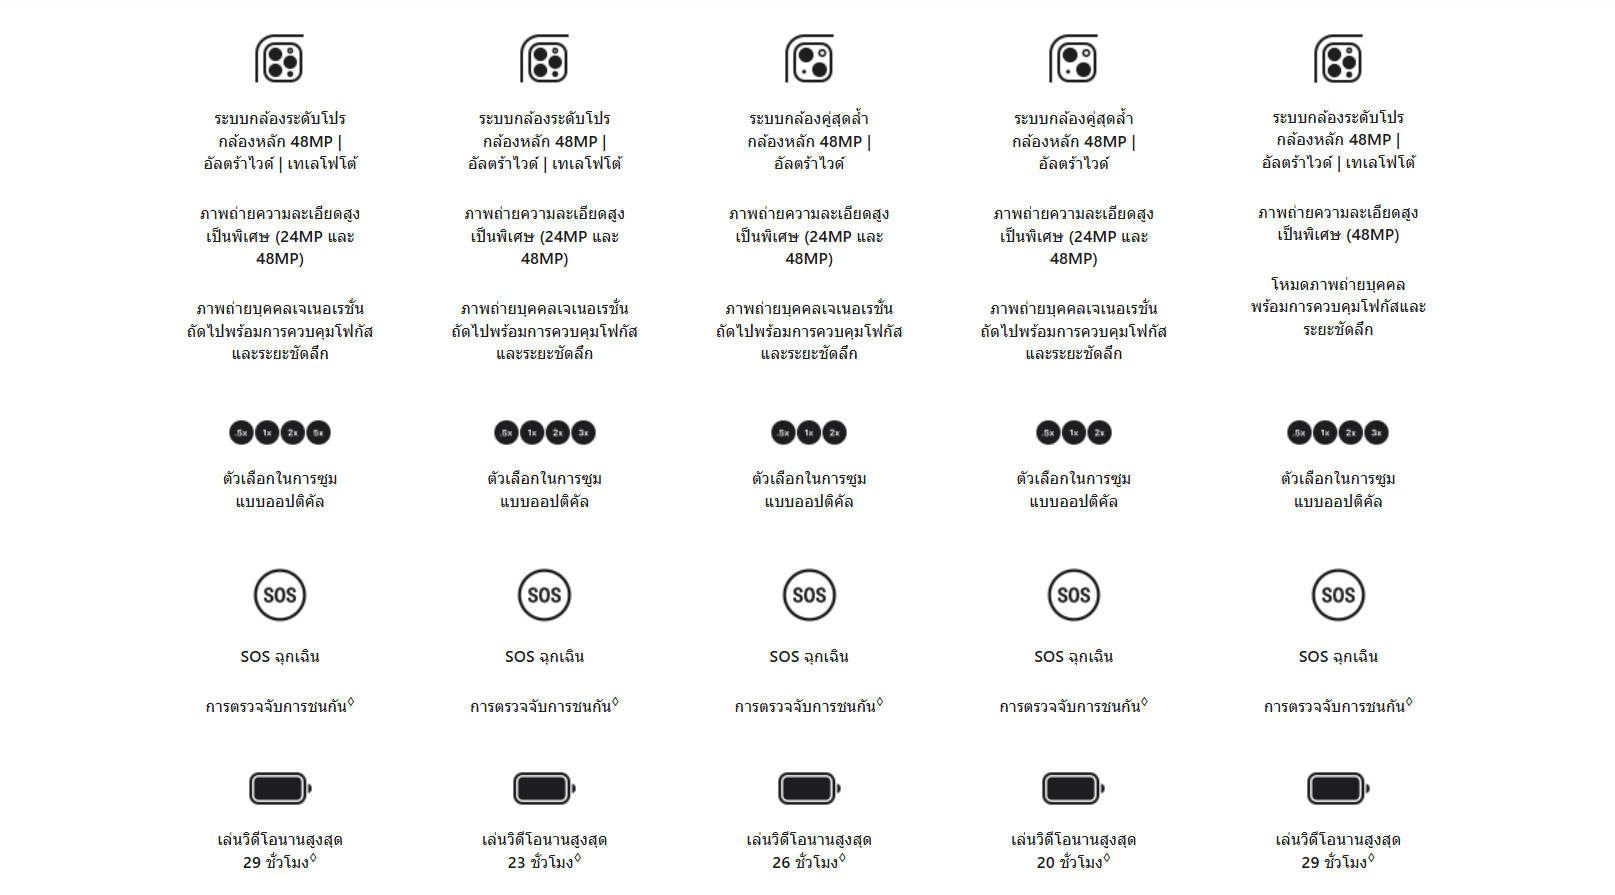 ระบบกล้องระดับโปร
กล้องหลัก 48MP |
อัลตร้าไวด์ | เทเลโฟโต้
ภาพถ่ายความละเอียดสูง
เป็นพิเศษ (24MP และ
48MP)
ภาพถ่ายบุคคลเจเนอเรชั่น
ถัดไปพร้อมการควบคุมโฟกัส
และระยะชัดลึก
.5x 1x 2x 5x
ตัวเลือกในการซูม
แบบออปติคัล
SOS
SOS ฉุกเฉิน
การตรวจจับการชนกัน◊
เล่นวิดีโอนานสูงสุด
29 ชั่วโมง◊
ระบบกล้องระดับโปร
กล้องหลัก 48MP |
อัลตร้าไวด์ | เทเลโฟโต้
ภาพถ่ายความละเอียดสูง
เป็นพิเศษ (24MP และ
48MP)
ภาพถ่ายบุคคลเจเนอเรชั่น
ถัดไปพร้อมการควบคุมโฟกัส
และระยะชัดลึก
.5x 1x 2x 3x
ตัวเลือกในการซูม
แบบออปติคัล
SOS
SOS ฉุกเฉิน
การตรวจจับการชนกัน◊
เล่นวิดีโอนานสูงสุด
23 ชั่วโมง◊
ระบบกล้องคู่สุดล้ำ
กล้องหลัก 48MP |
อัลตร้าไวด์
ภาพถ่ายความละเอียดสูง
เป็นพิเศษ (24MP และ
48MP)
ภาพถ่ายบุคคลเจเนอเรชั่น
ถัดไปพร้อมการควบคุมโฟกัส
และระยะชัดลึก
.5x 1x 2x
ตัวเลือกในการซูม
แบบออปติคัล
SOS
SOS ฉุกเฉิน
การตรวจจับการชนกัน◊
เล่นวิดีโอนานสูงสุด
26 ชั่วโมง◊
ระบบกล้องคู่สุดล้ำ
กล้องหลัก 48MP |
อัลตร้าไวด์
ภาพถ่ายความละเอียดสูง
เป็นพิเศษ (24MP และ
48MP)
ภาพถ่ายบุคคลเจเนอเรชั่น
ถัดไปพร้อมการควบคุมโฟกัส
และระยะชัดลึก
.5x 1x 2x
ตัวเลือกในการซูม
แบบออปติคัล
SOS
SOS ฉุกเฉิน
การตรวจจับการชนกัน◊
เล่นวิดีโอนานสูงสุด
20 ชั่วโมง◊
ระบบกล้องระดับโปร
กล้องหลัก 48MP |
อัลตร้าไวด์ | เทเลโฟโต้
ภาพถ่ายความละเอียดสูง
เป็นพิเศษ (48MP)
โหมดภาพถ่ายบุคคล
พร้อมการควบคุมโฟกัสและ
ระยะชัดลึก
.5x 1x 2x 3x
ตัวเลือกในการซูม
แบบออปติคัล
SOS
SOS ฉุกเฉิน
การตรวจจับการชนกัน◊
เล่นวิดีโอนานสูงสุด
29 ชั่วโมง◊